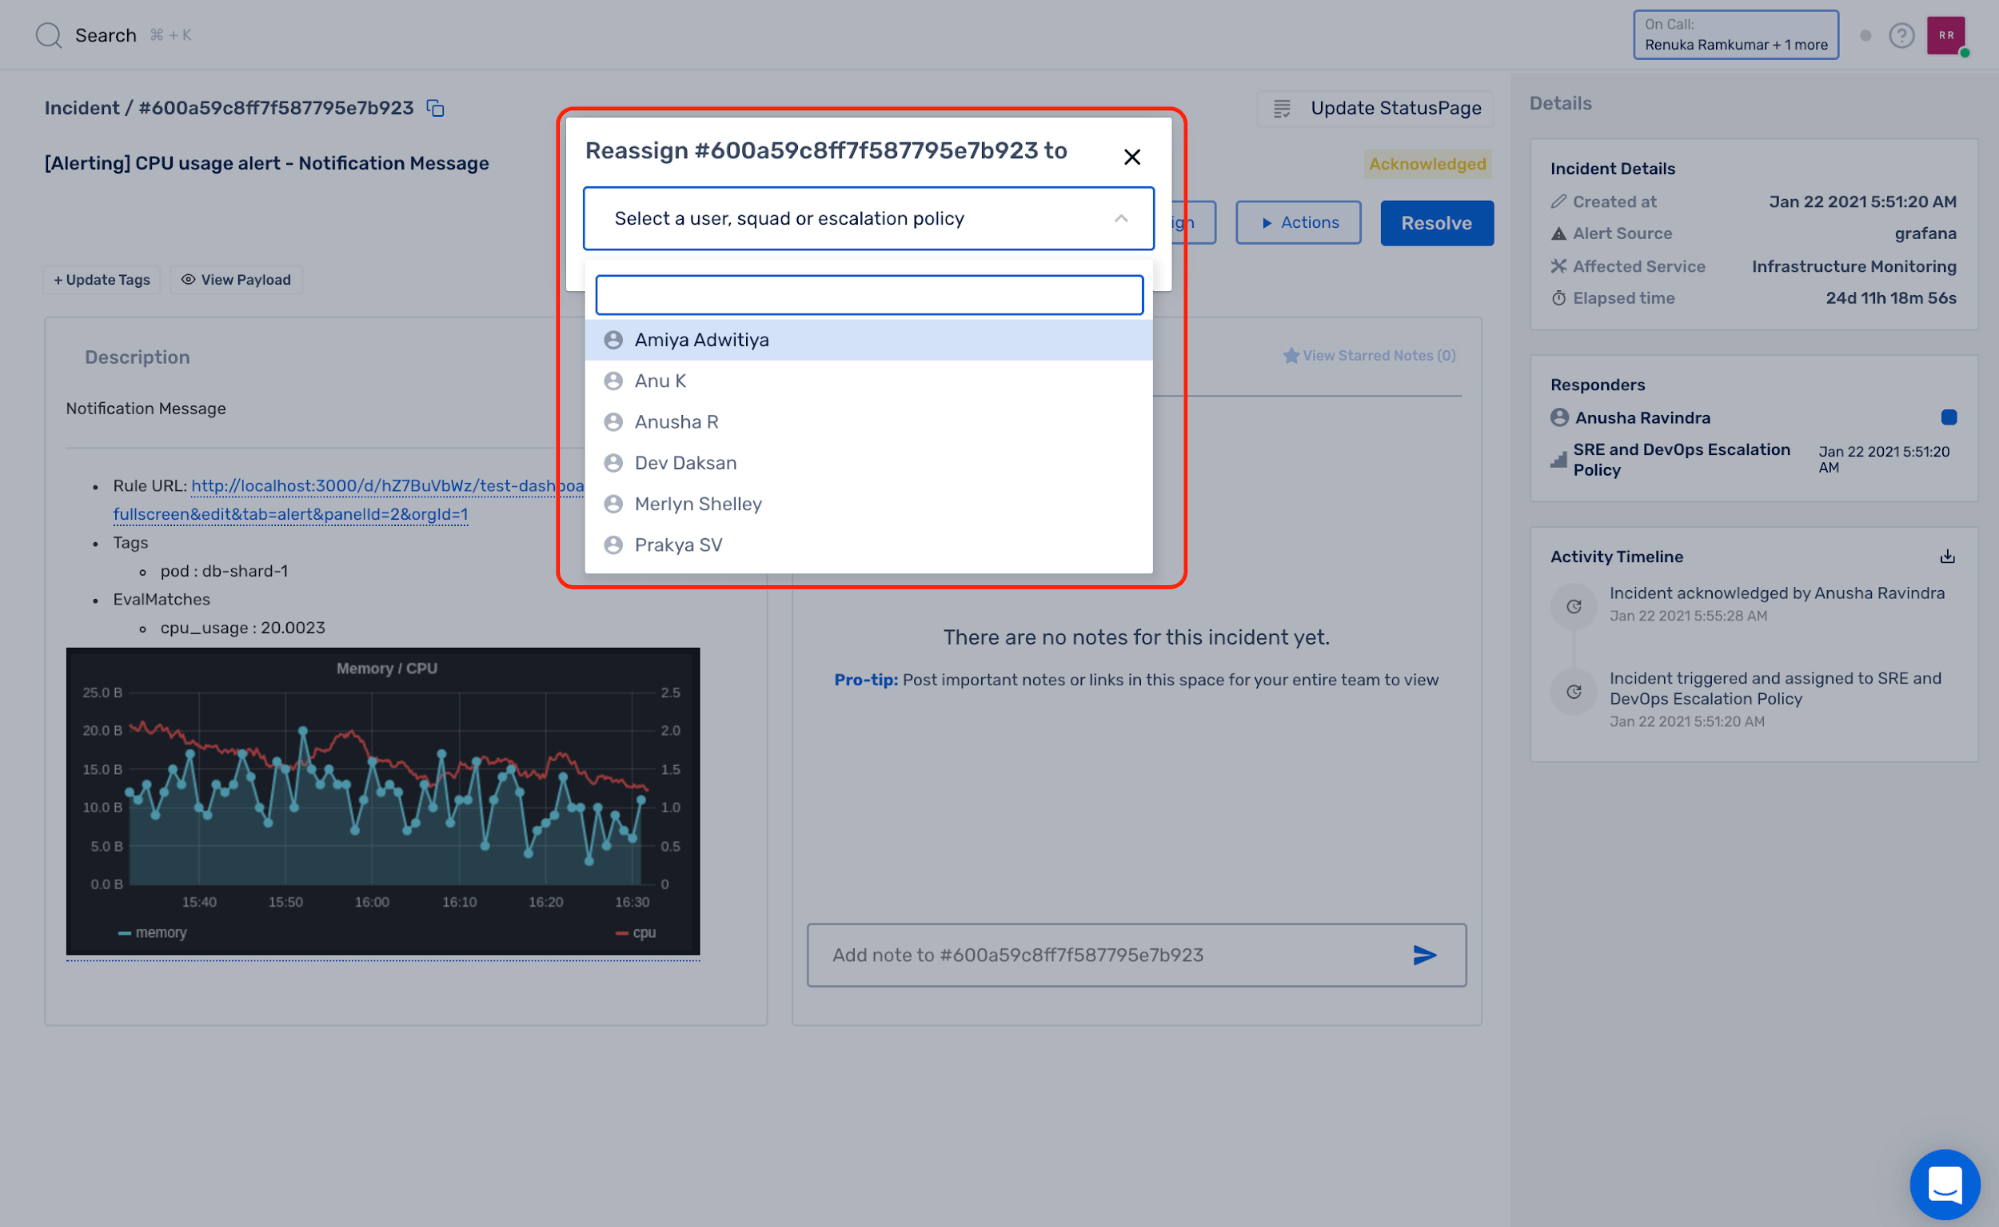 Search ⌘ + K
On Call:
Renuka Ramkumar + 1 more
?
RR
Incident / #600a59c8ff7f587795e7b923
[Alerting] CPU usage alert - Notification Message
Update StatusPage
Acknowledged
ign
Actions
Resolve
+ Update Tags
View Payload
Reassign #600a59c8ff7f587795e7b923 to
Select a user, squad or escalation policy
Amiya Adwitiya
Anu K
Anusha R
Dev Daksan
Merlyn Shelley
Prakya SV
Description
Notification Message
Rule URL: http://localhost:3000/d/hZ7BuVbWz/test-dashboa
fullscreen&edit&tab=alert&panelId=2&orgId=1
Tags
pod : db-shard-1
EvalMatches
cpu_usage : 20.0023
Memory / CPU
25.0 B
20.0 B
15.0 B
10.0 B
5.0 B
0.0 B
2.5
2.0
1.5
1.0
0.5
0
15:40 15:50 16:00 16:10 16:20 16:30
memory
cpu
View Starred Notes (0)
There are no notes for this incident yet.
Pro-tip: Post important notes or links in this space for your entire team to view
Add note to #600a59c8ff7f587795e7b923
Details
Incident Details
Created at Jan 22 2021 5:51:20 AM
Alert Source grafana
Affected Service Infrastructure Monitoring
Elapsed time 24d 11h 18m 56s
Responders
Anusha Ravindra
SRE and DevOps Escalation
Policy
Jan 22 2021 5:51:20
AM
Activity Timeline
Incident acknowledged by Anusha Ravindra
Jan 22 2021 5:55:28 AM
Incident triggered and assigned to SRE and
DevOps Escalation Policy
Jan 22 2021 5:51:20 AM